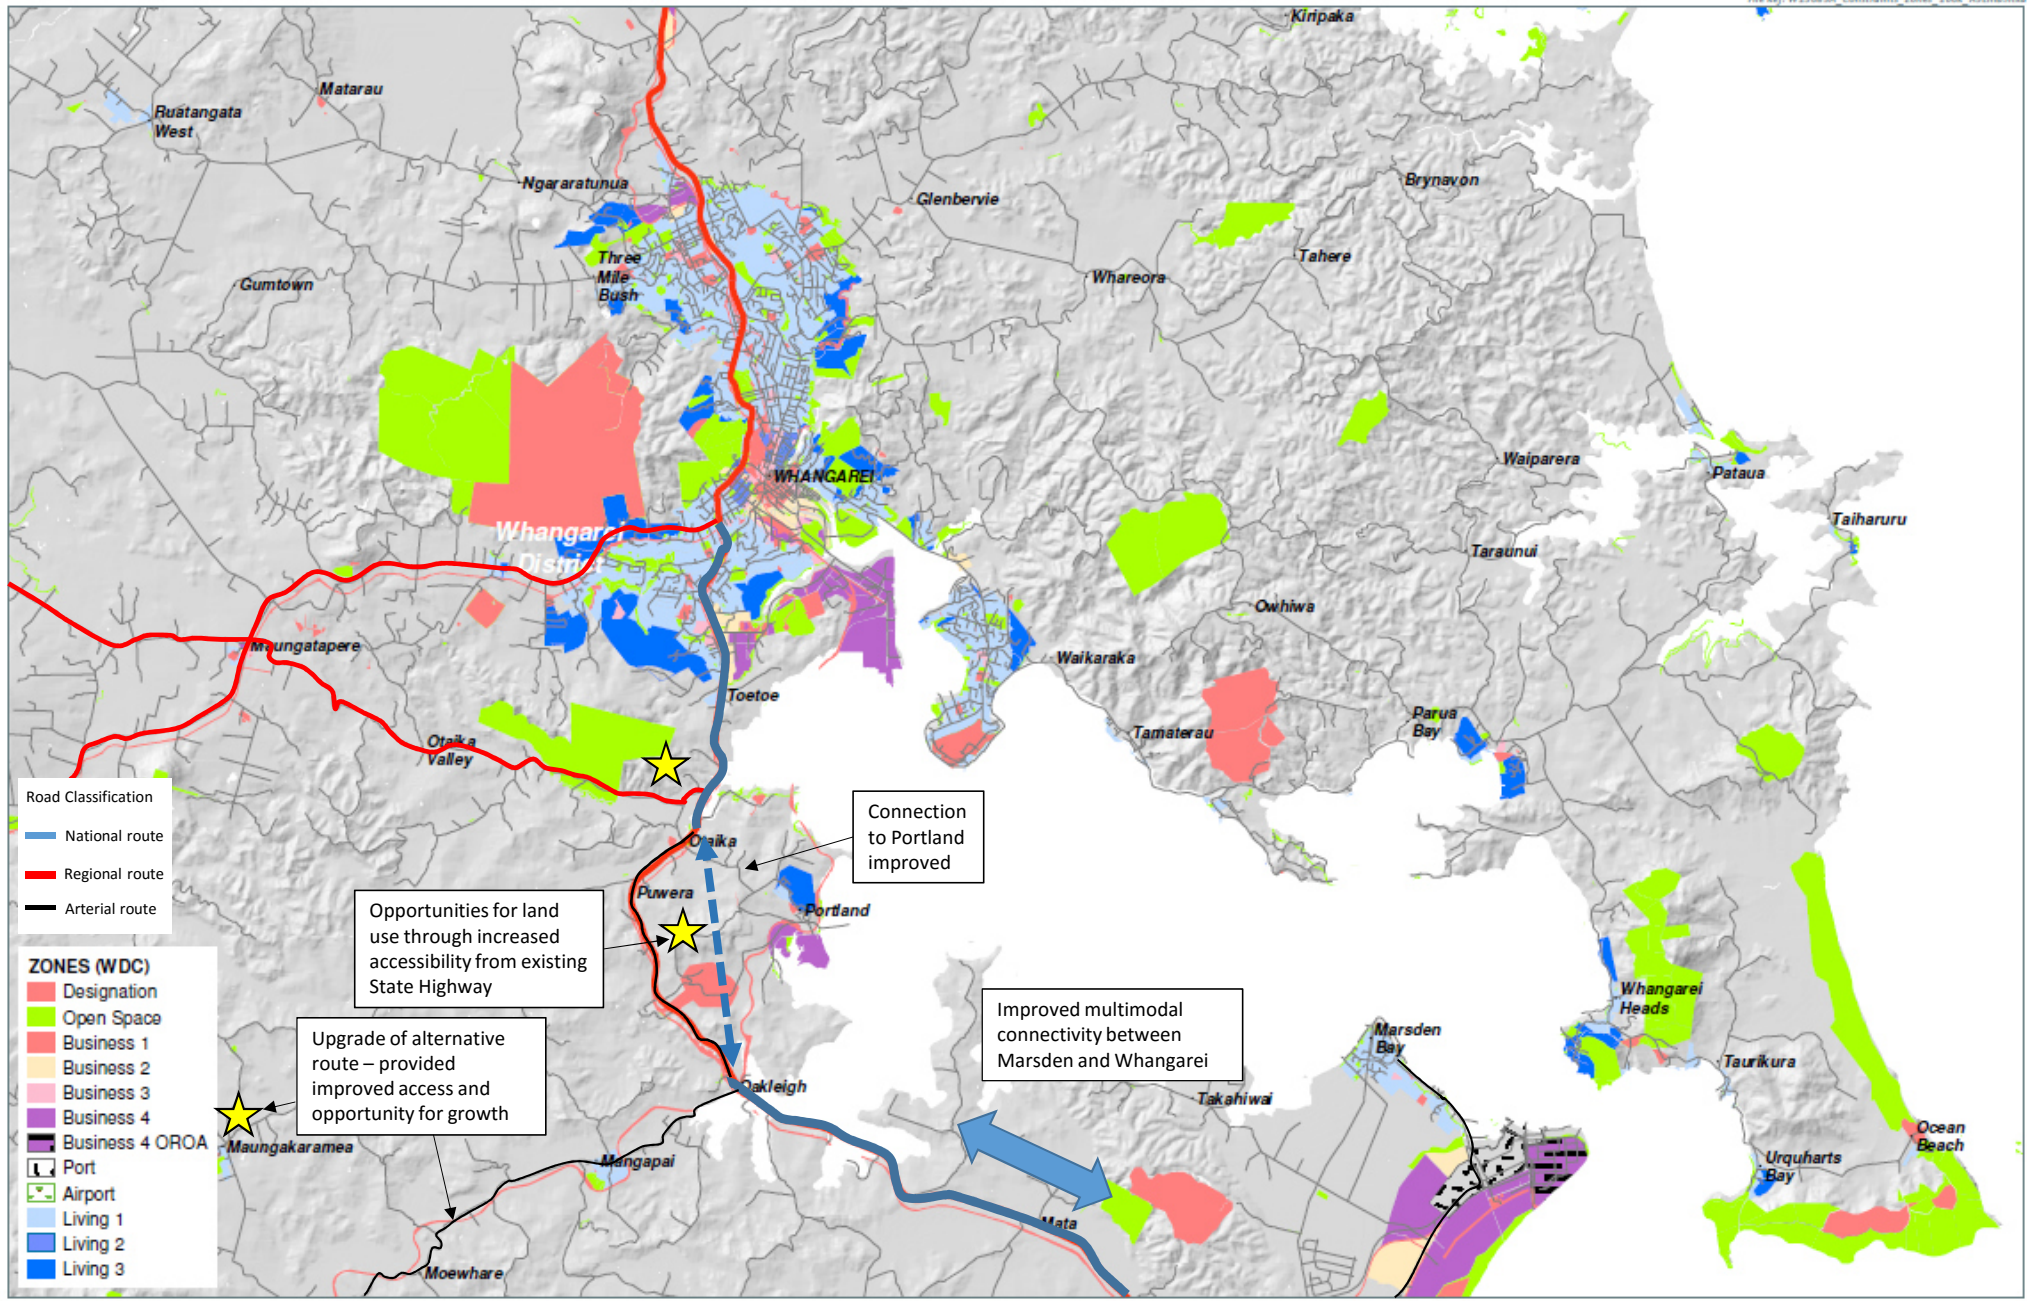 Kiripaka
Matarau
Ruatangata
West
Ngararatunua
Brynavon
Glenbervie
Three
Mile
Bush
Tahere
Gumtown
Whareora
WHANGAREI
Waiparera
Pataua
Taiharuru
Whangarei
District
Taraunui
Owhiwa
Maungatapere
Waikaraka
Toetoe
Parua
Bay
Tamaterau
Otaika
Valley
Road Classification
National route
Regional route
Arterial route
Connection
to Portland
improved
Otaika
Puwera
Portland
Opportunities for land
use through increased
accessibility from existing
State Highway
ZONES (WDC)
Designation
Open Space
Business 1
Business 2
Business 3
Business 4
Business 4 OROA
Port
Airport
Living 1
Living 2
Living 3
Whangarei
Heads
Improved multimodal
connectivity between
Marsden and Whangarei
Marsden
Bay
Upgrade of alternative
route – provided
improved access and
opportunity for growth
Taurikura
Oakleigh
Takahiwai
Maungakaramea
Ocean
Beach
Mangapai
Urquharts
Bay
Mata
Moewhare